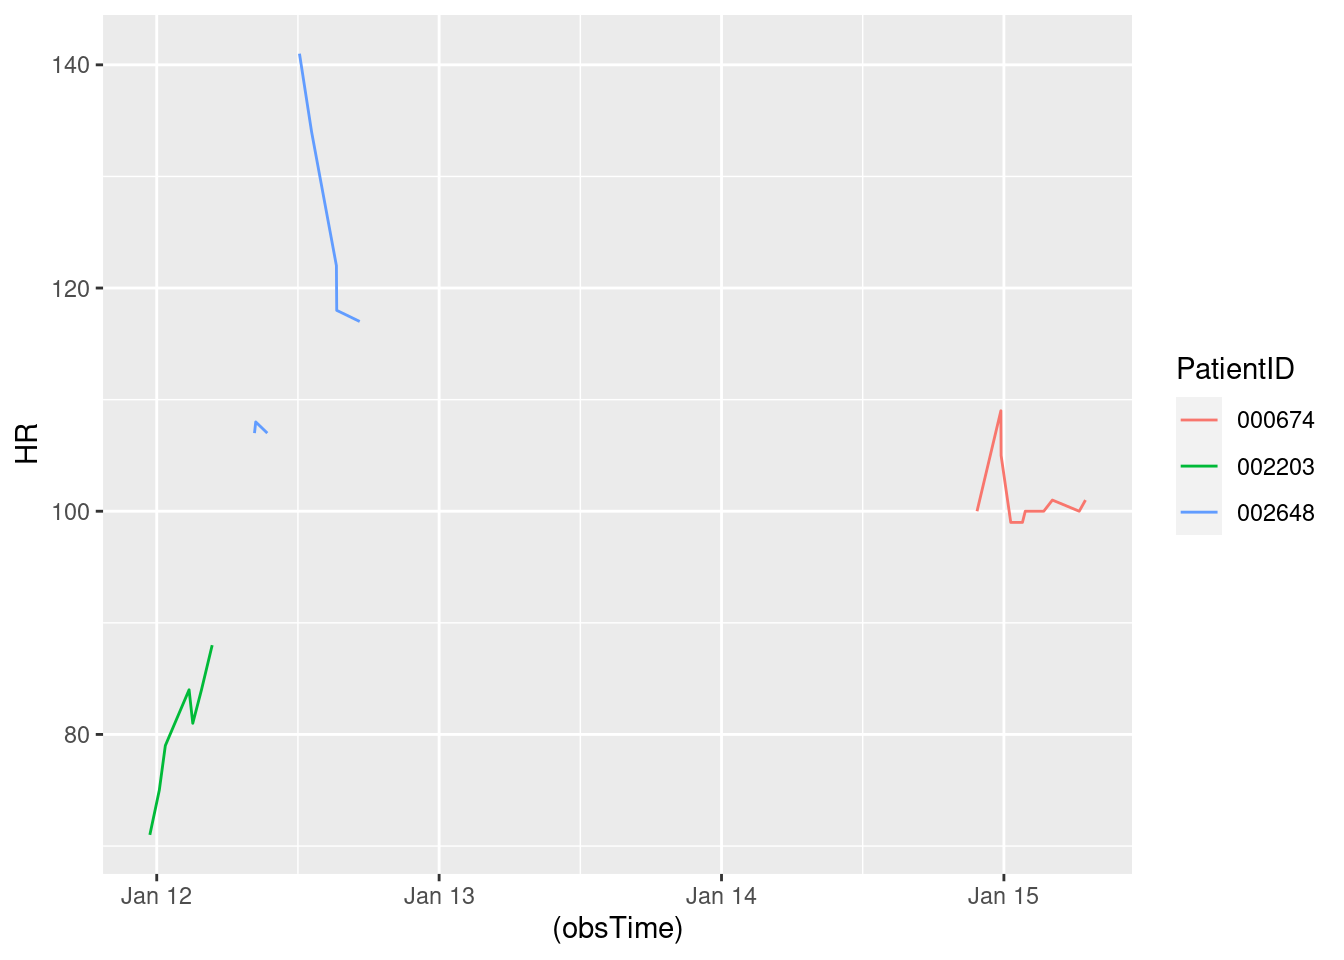 140
120
100
80
HR
Jan 12
Jan 13
Jan 14
Jan 15
(obsTime)
PatientID
000674
002203
002648